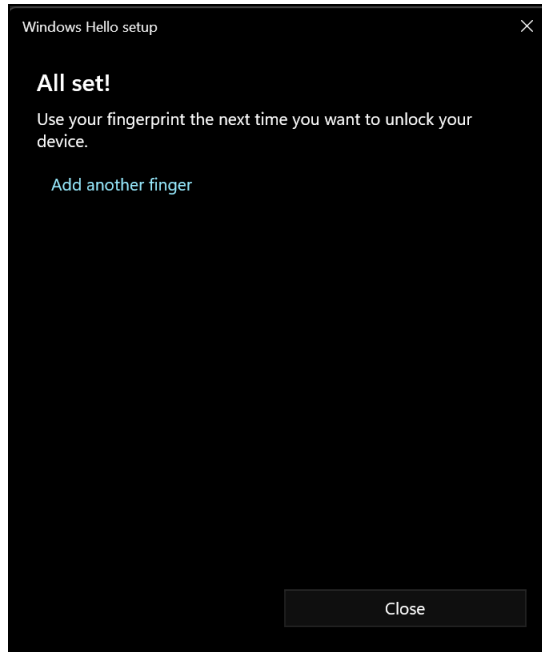 Windows Hello setup
All set!
Use your fingerprint the next time you want to unlock your
device.
Add another finger
Close